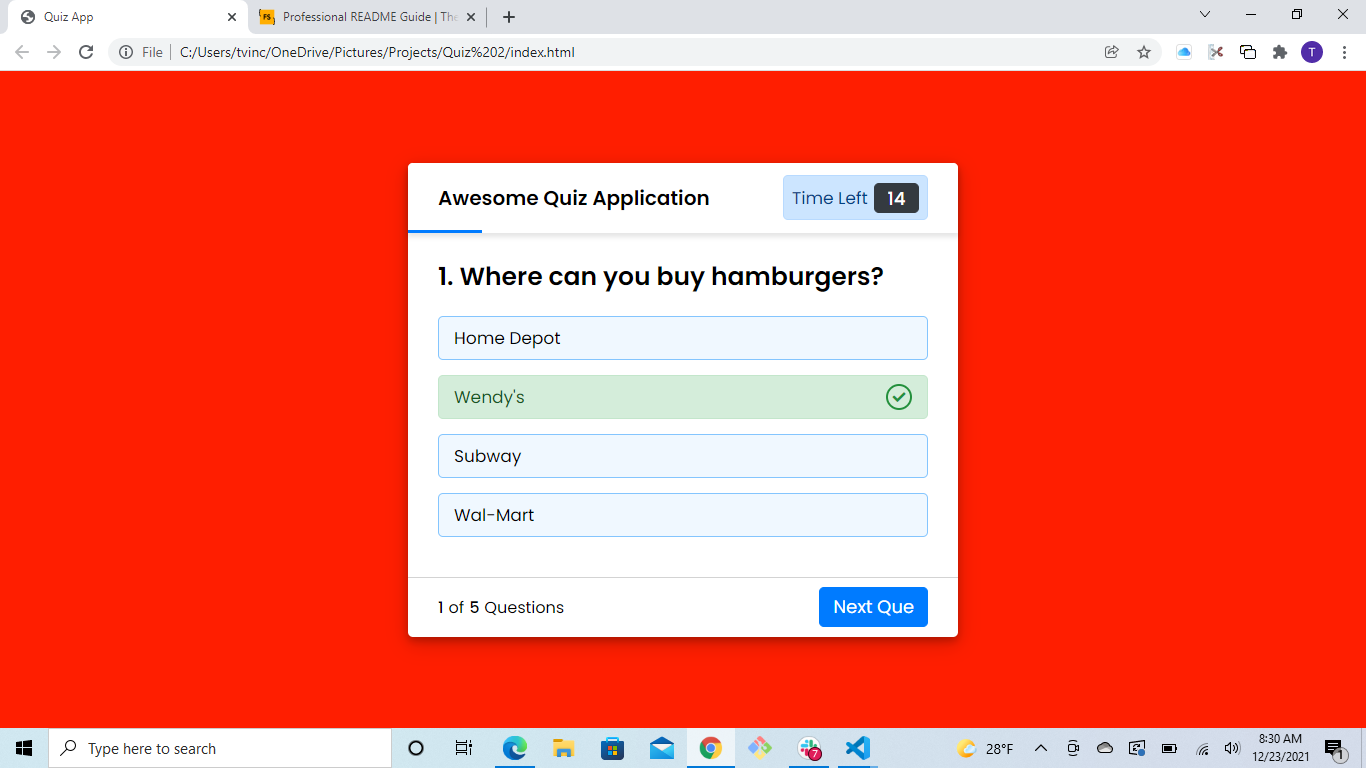 Quiz App
FS
Professional README Guide | The
File
C:/Users/tvinc/OneDrive/Pictures/Projects/Quiz%202/index.html
T
Awesome Quiz Application
Time Left 14
1. Where can you buy hamburgers?
Home Depot
Wendy's
Subway
Wal-Mart
1 of 5 Questions
Next Que
Type here to search
7
28°F
8:30 AM
12/23/2021
1